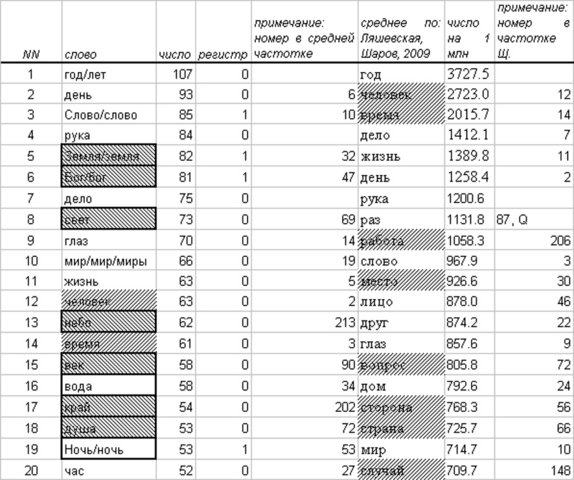 примечание:
примечание: среднее по: число номер в
номер в средней Ляшевская, на 1 частотке
NN слово число регистр частотке Шаров, 2009 млн Щ.
1 год/лет 107 0 год 3727.5
2 день 93 0 6 человек 2723.0 12
3 Слово/слово 85 1 10 время 2015.7 14
4 рука 84 0 дело 1412.1 7
5 Земля/земля 82 1 32 жизнь 1389.8 11
6 Бог/бог 81 1 47 день 1258.4 2
7 дело 75 0 рука 1200.6
8 свет 73 0 69 раз 1131.8 87, Q
9 глаз 70 0 14 работа 1058.3 206
10 мир/мир/миры 66 0 19 слово 967.9 3
11 жизнь 63 0 5 место 926.6 30
12 человек 63 0 2 лицо 878.0 46
13 небо 62 0 213 друг 874.2 22
14 время 61 0 3 глаз 857.6 9
15 век 58 0 90 вопрос 805.8 72
16 вода 58 0 34 дом 792.6 24
17 край 54 0 202 сторона 768.3 56
18 душа 53 0 72 страна 725.7 66
19 Ночь/ночь 53 1 53 мир 714.7 10
20 час 52 0 27 случай 709.7 148